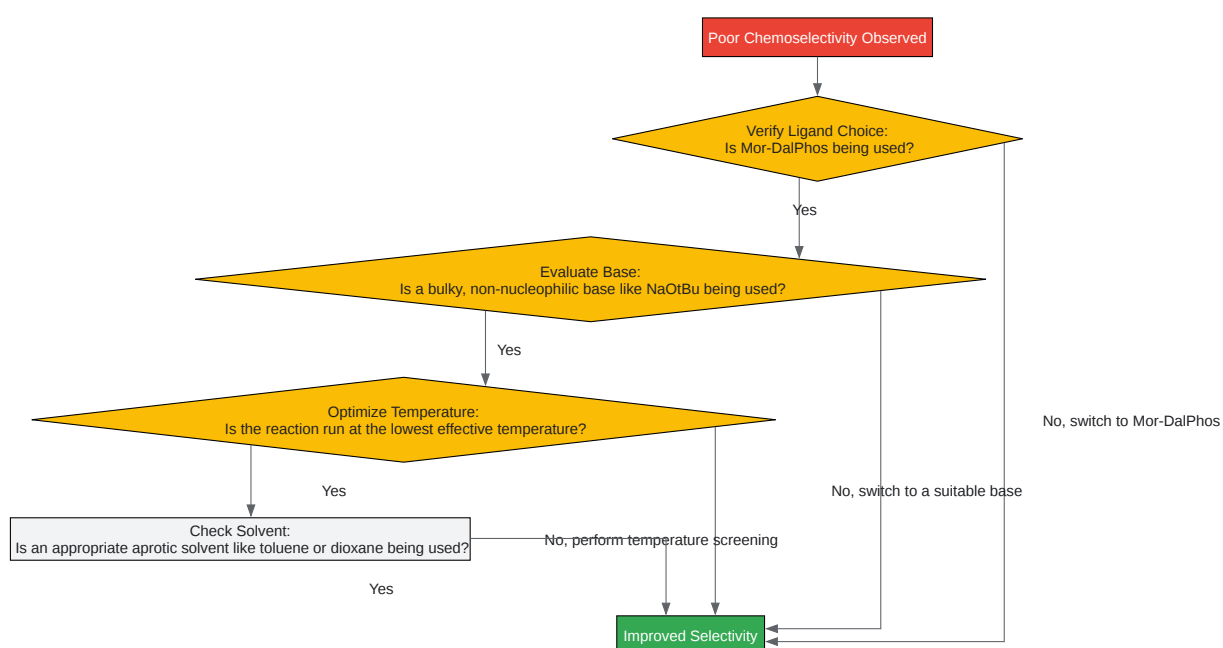 Poor Chemoselectivity Observed
Verify Ligand Choice:
Is Mor-DalPhos being used?
Yes
Evaluate Base:
Is a bulky, non-nucleophilic base like NaOtBu being used?
Yes
Optimize Temperature:
Is the reaction run at the lowest effective temperature?
No, switch to Mor-DalPhos
Yes
No, switch to a suitable base
Check Solvent:
Is an appropriate aprotic solvent like toluene or dioxane being used?
No, perform temperature screening
Yes
Improved Selectivity